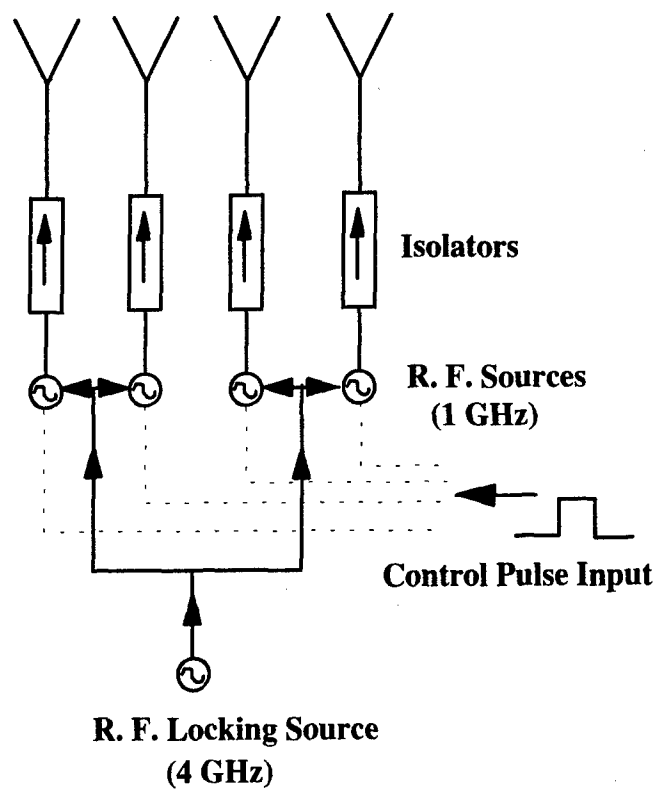 Isolators
R. F. Sources
(1 GHz)
Control Pulse Input
R. F. Locking Source
(4 GHz)